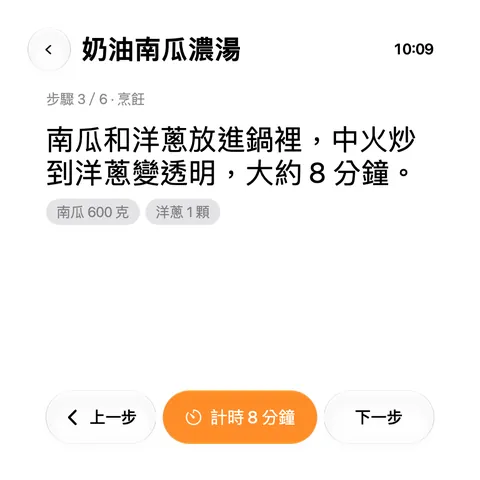 奶油南瓜濃湯
10:09
步驟 3 / 6 · 烹飪
南瓜和洋蔥放進鍋裡，中火炒
到洋蔥變透明，大約 8 分鐘。
南瓜 600 克
洋蔥 1 顆
上一步
計時 8 分鐘
下一步